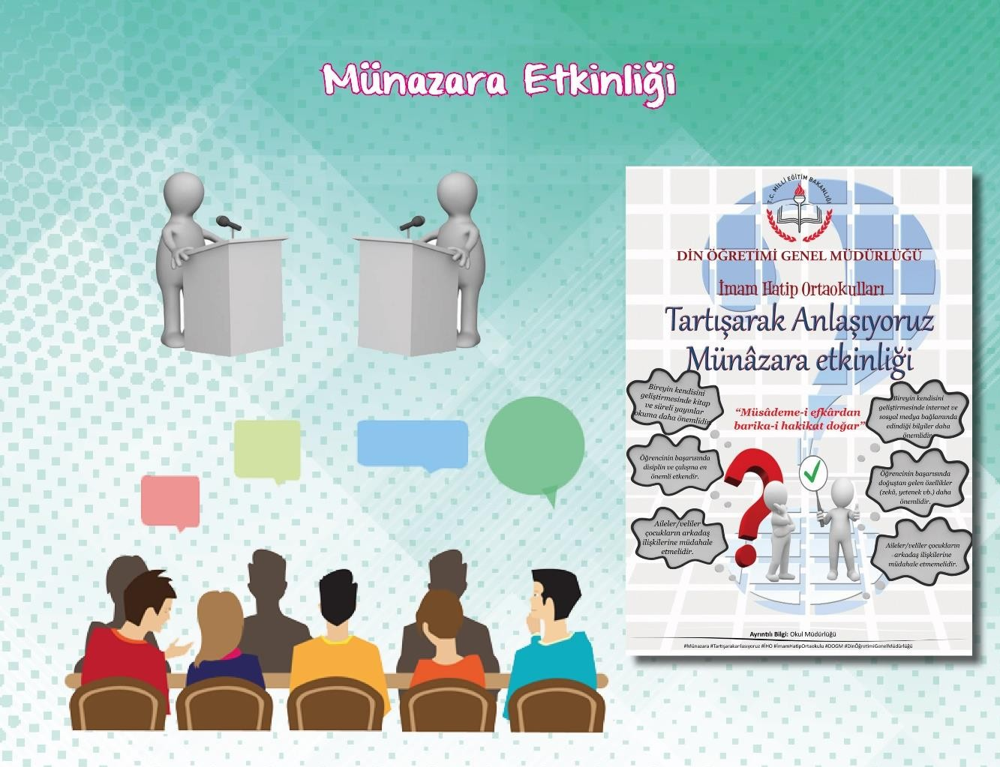 Münazara Etkinliği
T.C. MİLLİ EĞİTİM BAKANLIĞI
DİN ÖĞRETİMİ GENEL MÜDÜRLÜĞÜ
İmam Hatip Ortaokulları
Tartışarak Anlaşıyoruz
Münâzara etkinliği
Bireyin kendisini
geliştirmesinde kitap
ve süreli yayınlar
okuma daha önemlidir
"Müsâdeme-i efkârdan
barika-i hakikat doğar"
Bireyin kendisini
geliştirmesinde internet ve
sosyal medya bağlamında
edindiği bilgiler daha
önemlidir.
Öğrencinin başarısında
disiplin ve çalışma en
önemli etkendir.
Öğrencinin başarısında
doğuştan gelen özellikler
(zekâ, yetenek vb.) daha
önemlidir.
Aileler/veliler
çocukların arkadaş
ilişkilerine müdahale
etmelidir.
Aileler/veliler çocukların
arkadaş ilişkilerine
müdahale etmemelidir.
Ayrıntılı Bilgi: Okul Müdürlüğü
#Münazara #Tartışarakanlasıyoruz #İHO #İmamHatipOrtaokulu #DOGM #DinÖğretimiGenelMüdürlüğü